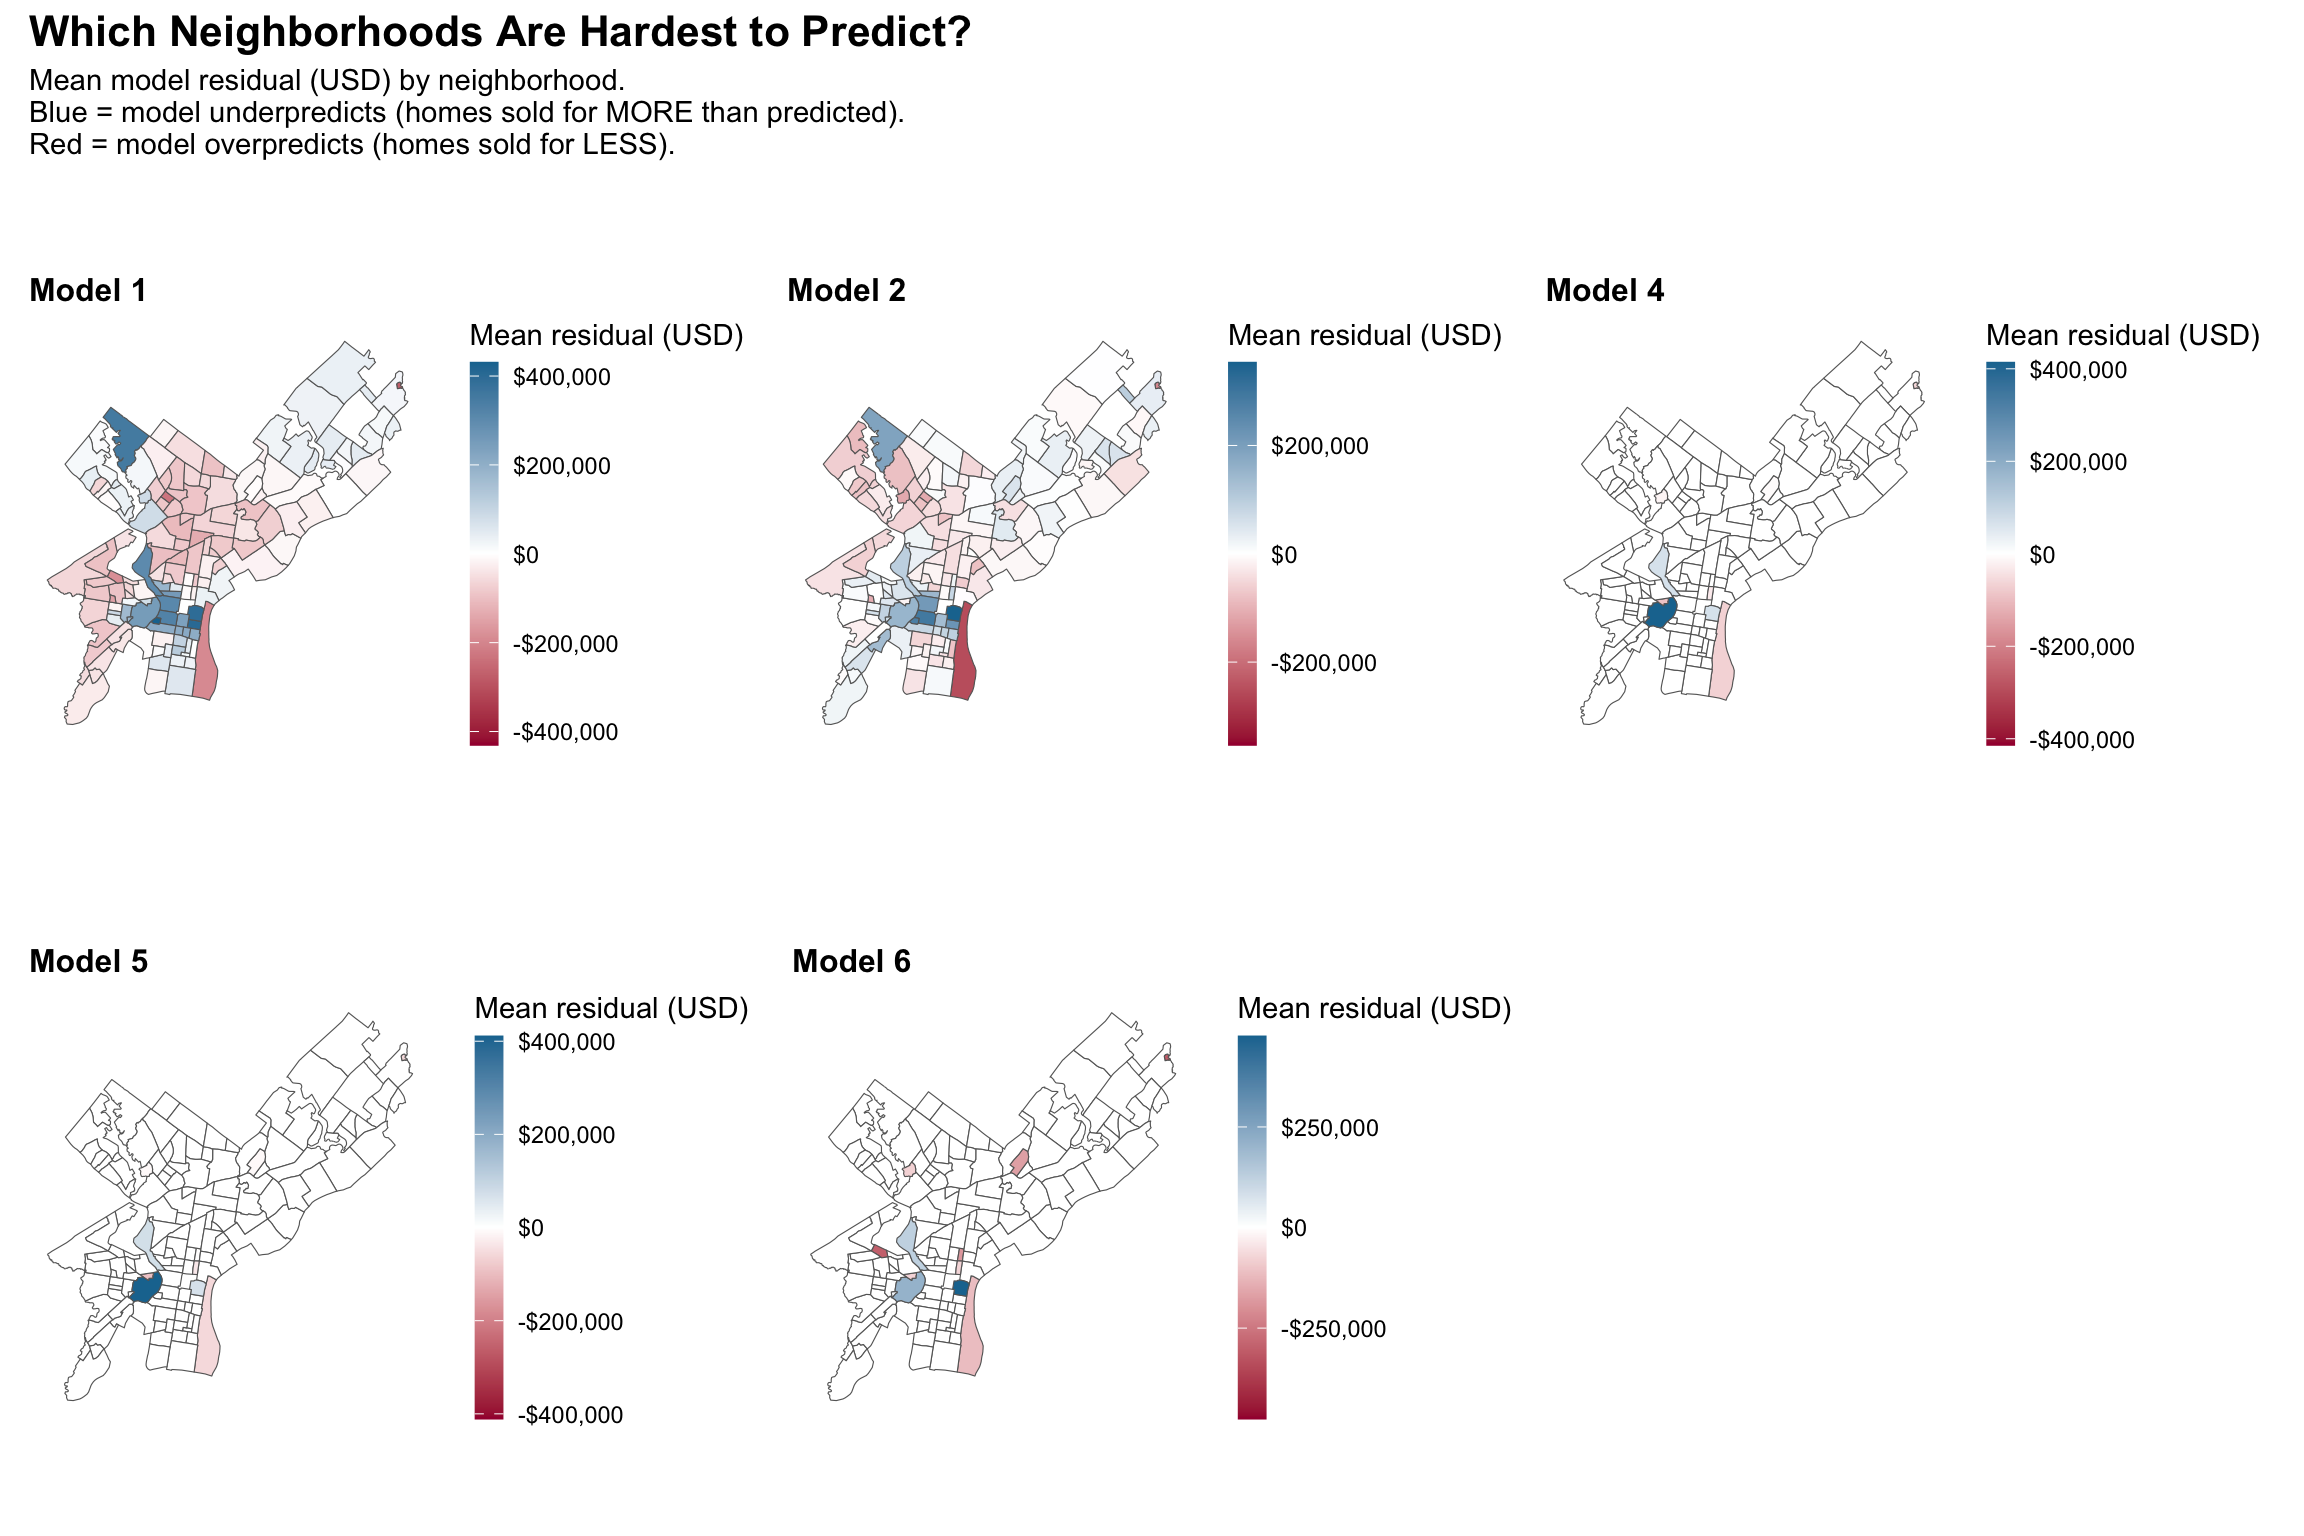 Which Neighborhoods Are Hardest to Predict?
Mean model residual (USD) by neighborhood.
Blue = model underpredicts (homes sold for MORE than predicted).
Red = model overpredicts (homes sold for LESS).
Model 1
Mean residual (USD)
$400,000
$200,000
$0
-$200,000
-$400,000
Model 2
Mean residual (USD)
$200,000
$0
-$200,000
Model 4
Mean residual (USD)
$400,000
$200,000
$0
-$200,000
-$400,000
Model 5
Mean residual (USD)
$400,000
$200,000
$0
-$200,000
-$400,000
Model 6
Mean residual (USD)
$250,000
$0
-$250,000